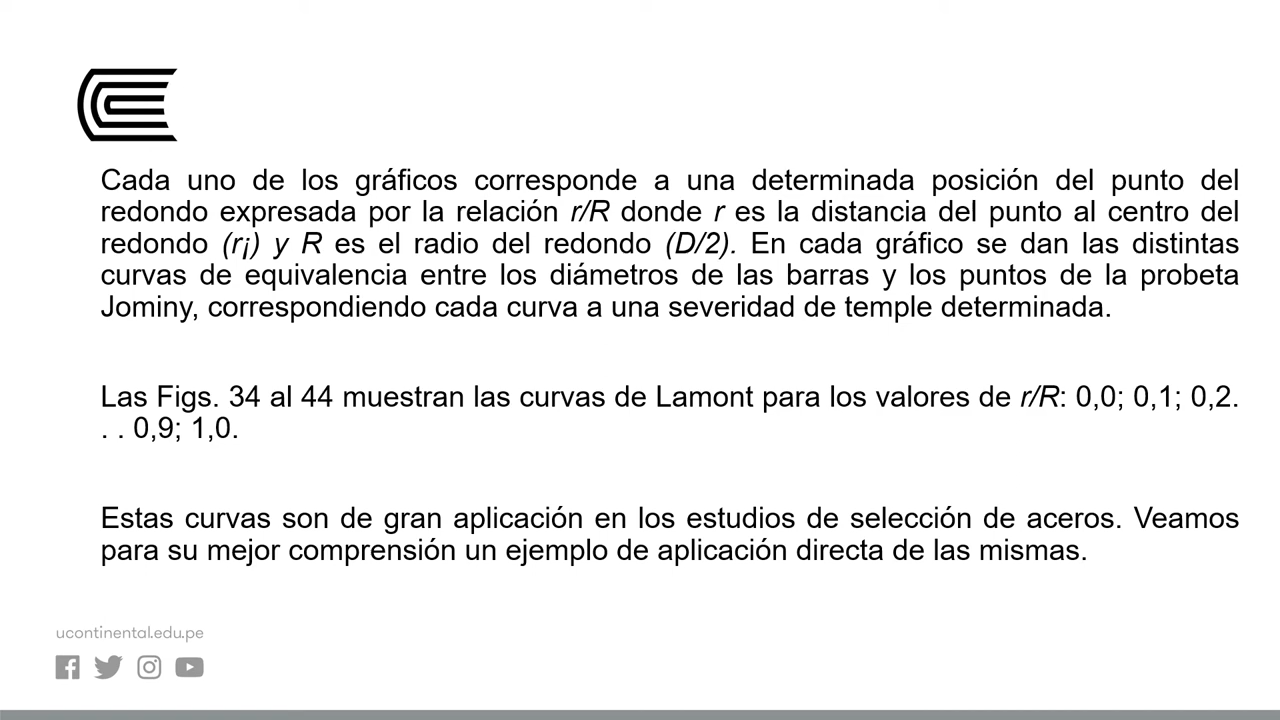 Cada uno de los gráficos corresponde a una determinada posición del punto del
redondo expresada por la relación r/R donde r es la distancia del punto al centro del
redondo (r¡) y R es el radio del redondo (D/2). En cada gráfico se dan las distintas
curvas de equivalencia entre los diámetros de las barras y los puntos de la probeta
Jominy, correspondiendo cada curva a una severidad de temple determinada.
Las Figs. 34 al 44 muestran las curvas de Lamont para los valores de r/R: 0,0; 0,1; 0,2.
. . 0,9; 1,0.
Estas curvas son de gran aplicación en los estudios de selección de aceros. Veamos
para su mejor comprensión un ejemplo de aplicación directa de las mismas.
ucontinental.edu.pe